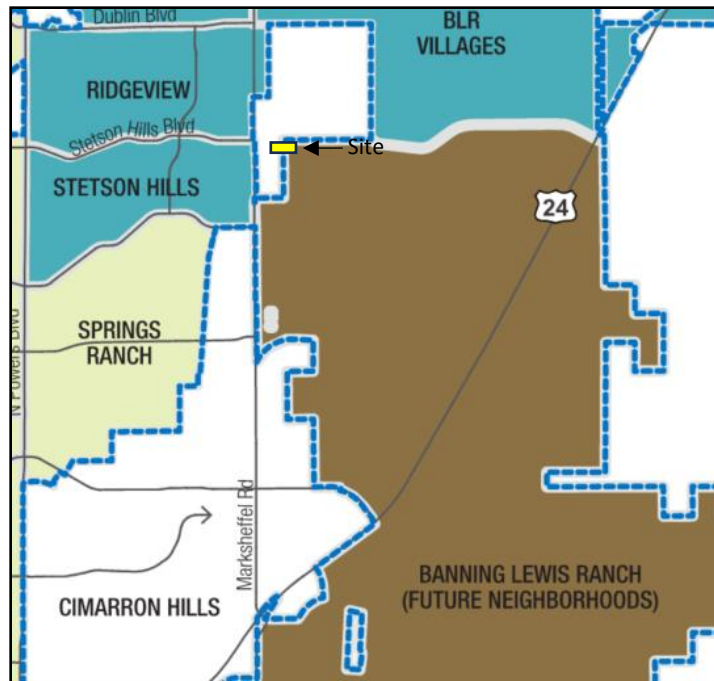 Dublin Blvd
BLR
VILLAGES
RIDGEVIEW
Stetson Hills Blvd
Site
STETSON HILLS
24
SPRINGS
RANCH
N Powers Blvd
Marksheffel Rd
BANNING LEWIS RANCH
(FUTURE NEIGHBORHOODS)
CIMARRON HILLS